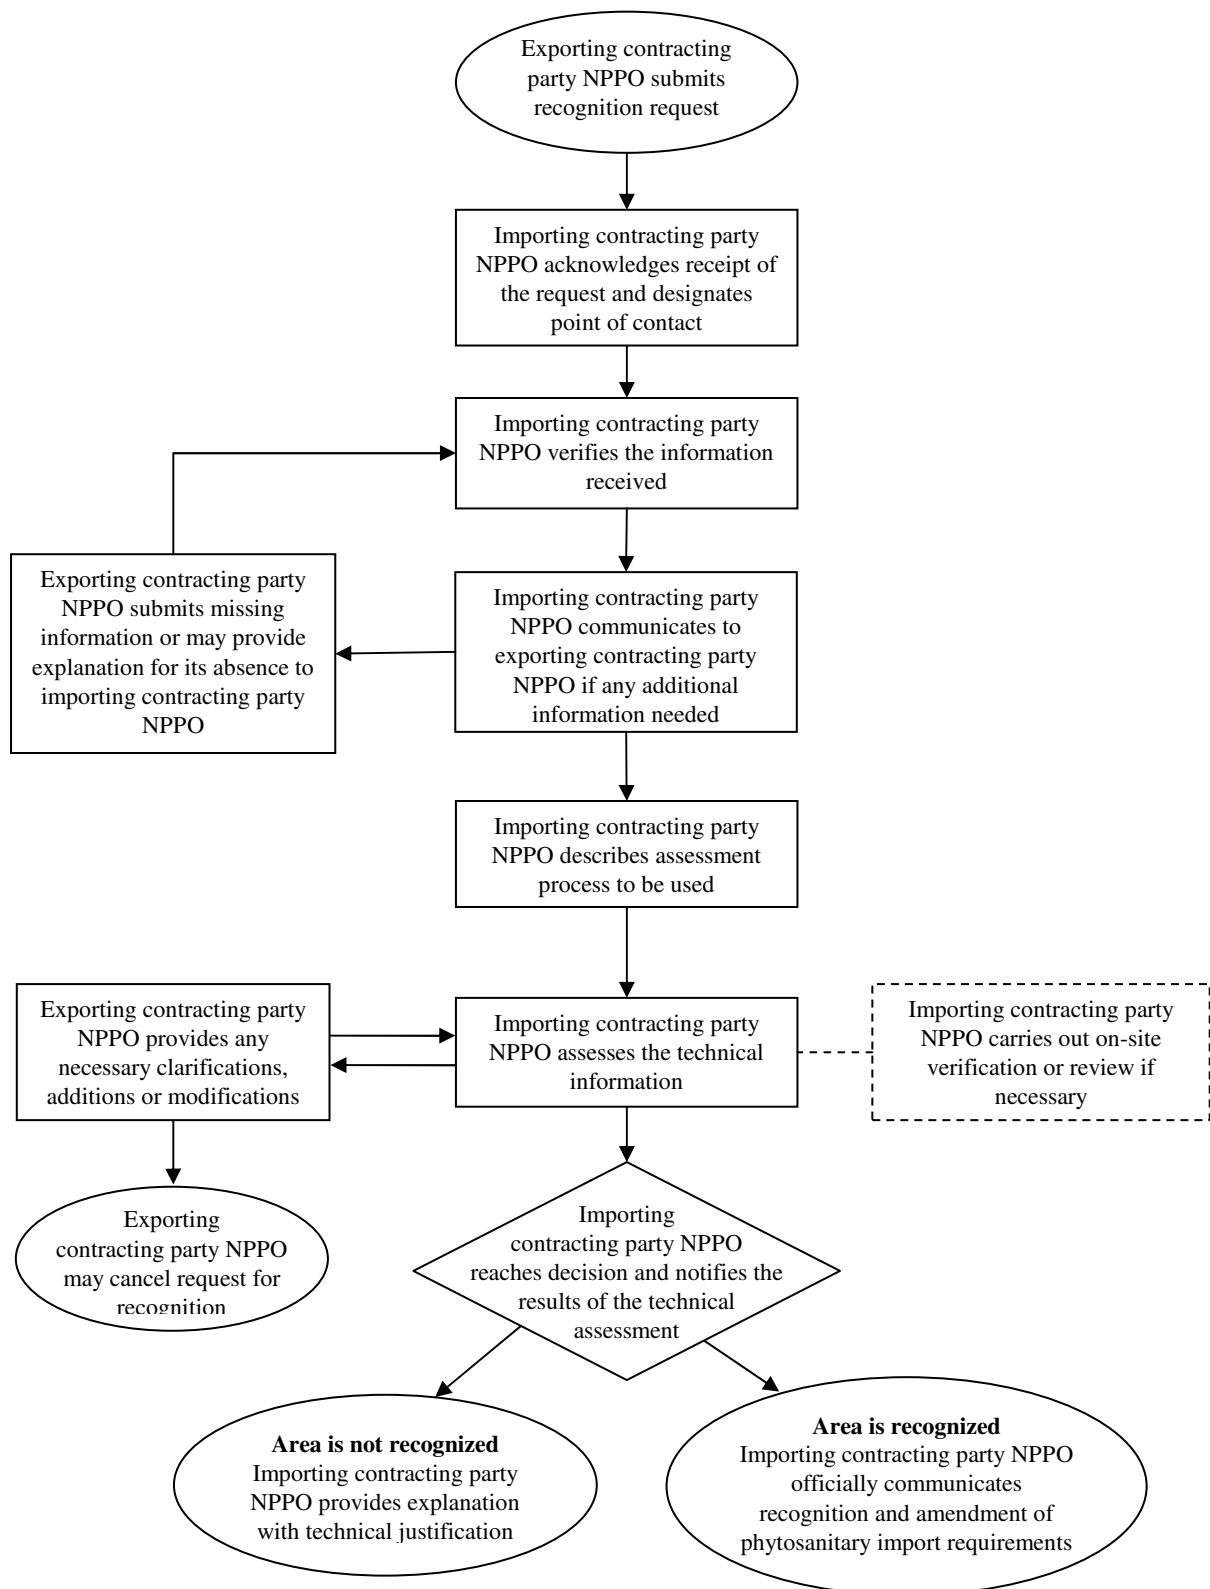 Exporting contracting
party NPPO submits
recognition request
Importing contracting party
NPPO acknowledges receipt of
the request and designates
point of contact
Importing contracting party
NPPO verifies the information
received
Exporting contracting party
NPPO submits missing
information or may provide
explanation for its absence to
importing contracting party
NPPO
Importing contracting party
NPPO communicates to
exporting contracting party
NPPO if any additional
information needed
Importing contracting party
NPPO describes assessment
process to be used
Exporting contracting party
NPPO provides any
necessary clarifications,
additions or modifications
Importing contracting party
NPPO assesses the technical
information
Importing contracting party
NPPO carries out on-site
verification or review if
necessary
Exporting
contracting party NPPO
may cancel request for
recognition
Importing
contracting party NPPO
reaches decision and notifies the
results of the technical
assessment
Area is not recognized
Importing contracting party
NPPO provides explanation
with technical justification
Area is recognized
Importing contracting party NPPO
officially communicates
recognition and amendment of
phytosanitary import requirements